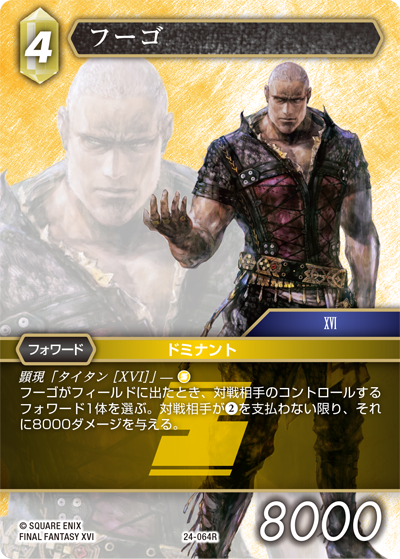 4
フーゴ
XVI
フォワード
ドミナント
顕現「タイタン [XVI]」―
フーゴがフィールドに出たとき、対戦相手のコントロールする
フォワード1体を選ぶ。対戦相手が❷を支払わない限り、それ
に8000ダメージを与える。
© SQUARE ENIX
FINAL FANTASY XVI
24-064R
8000